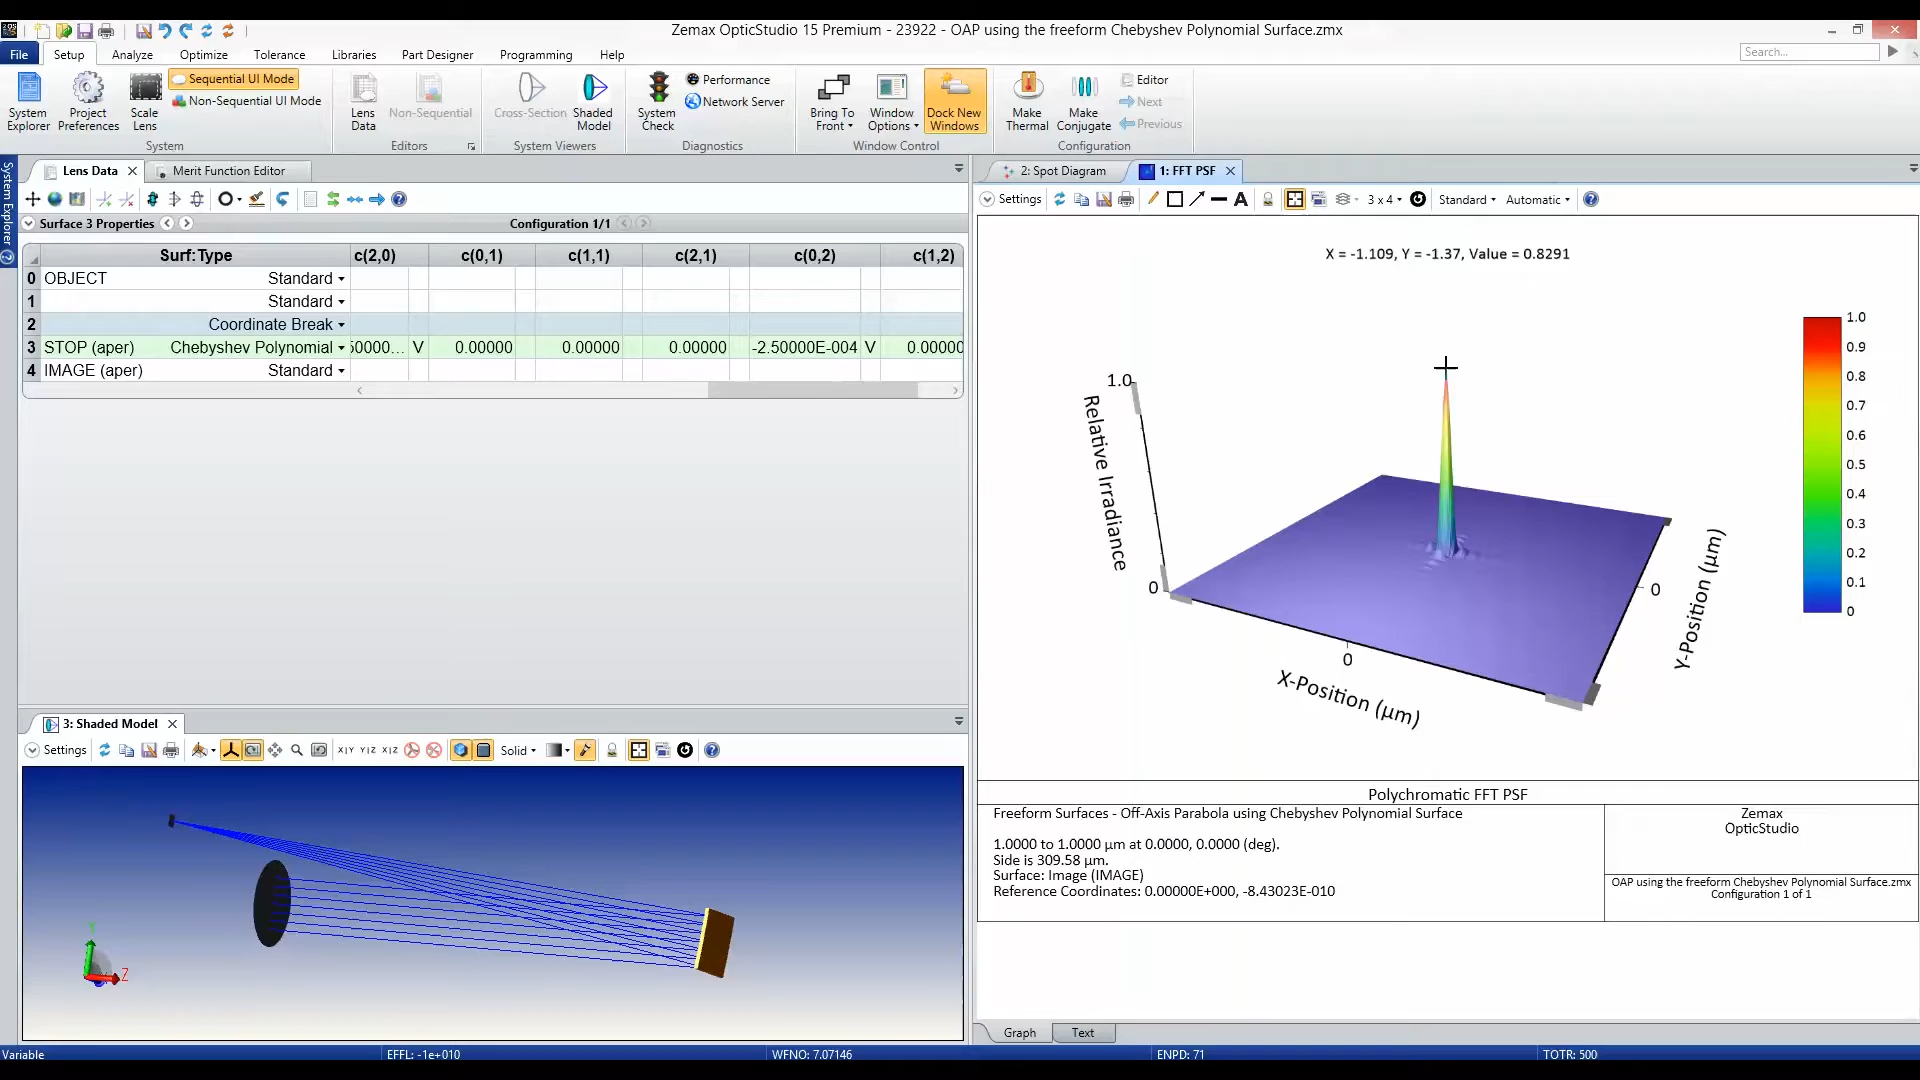 Zemax OpticStudio 15 Premium - 23922 - OAP using the freeform Chebyshev Polynomial Surface.zmx
File Setup Analyze Optimize Tolerance Libraries Part Designer Programming Help
Search...
System Explorer
Project Preferences
Scale Lens
Sequential UI Mode
Non-Sequential UI Mode
System
Lens Data
Non-Sequential
Editors
Cross-Section
Shaded Model
System Viewers
System Check
Performance
Network Server
Diagnostics
Bring To Front
Window Options
Dock New Windows
Window Control
Make Thermal
Make Conjugate
Editor
Next
Previous
Configuration
System Explorer
Lens Data
Merit Function Editor
Surface 3 Properties
Configuration 1/1
Surf:Type c(2,0) c(0,1) c(1,1) c(2,1) c(0,2) c(1,2)
0 OBJECT Standard
1 Standard
2 Coordinate Break
3 STOP (aper) Chebyshev Polynomial 50000... V 0.00000 0.00000 0.00000 -2.50000E-004 V 0.00000
4 IMAGE (aper) Standard
3: Shaded Model
Settings
X|Y Y|Z X|Z
Solid
Y
Z
2: Spot Diagram
1: FFT PSF
Settings
A
3 x 4
Standard
Automatic
X = -1.109, Y = -1.37, Value = 0.8291
1.0
Relative Irradiance
0
0
X-Position (µm)
0
Y-Position (µm)
1.0
0.9
0.8
0.7
0.6
0.5
0.4
0.3
0.2
0.1
0
Polychromatic FFT PSF
Freeform Surfaces - Off-Axis Parabola using Chebyshev Polynomial Surface
1.0000 to 1.0000 µm at 0.0000, 0.0000 (deg).
Side is 309.58 µm.
Surface: Image (IMAGE)
Reference Coordinates: 0.00000E+000, -8.43023E-010
Zemax
OpticStudio
OAP using the freeform Chebyshev Polynomial Surface.zmx
Configuration 1 of 1
Graph
Text
Variable
EFFL: -1e+010
WFNO: 7.07146
ENPD: 71
TOTR: 500